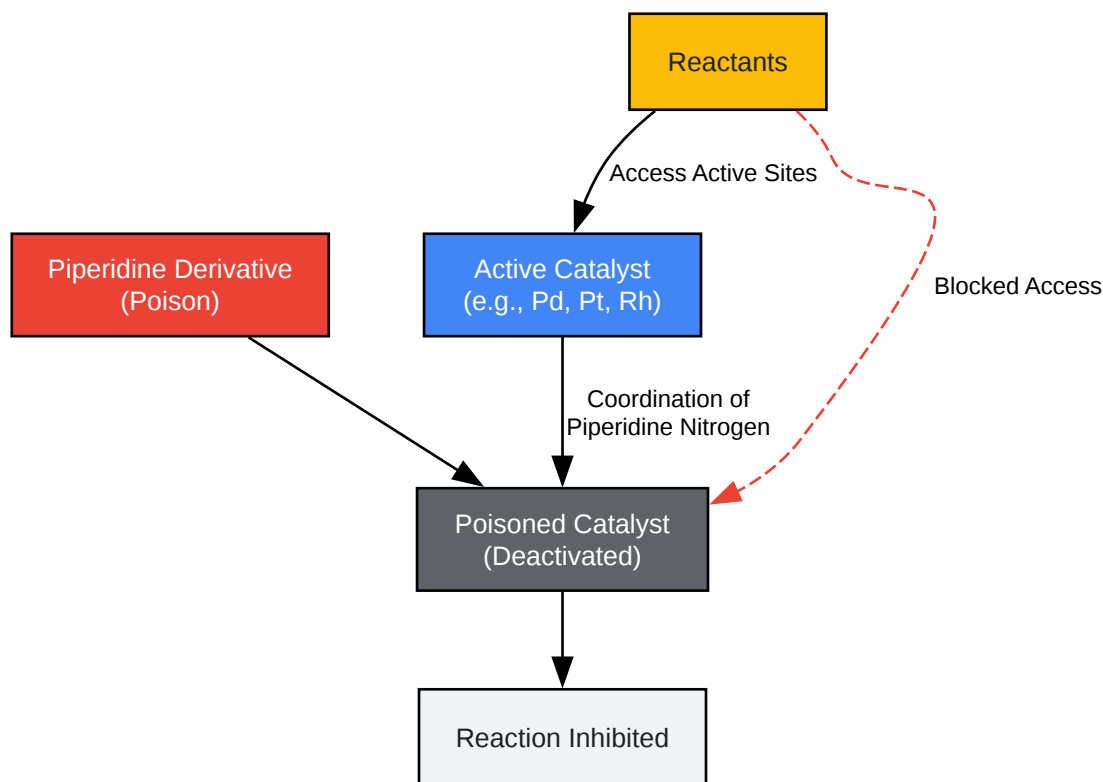 Reactants
Access Active Sites
Piperidine Derivative
(Poison)
Active Catalyst
(e.g., Pd, Pt, Rh)
Blocked Access
Coordination of
Piperidine Nitrogen
Poisoned Catalyst
(Deactivated)
Reaction Inhibited